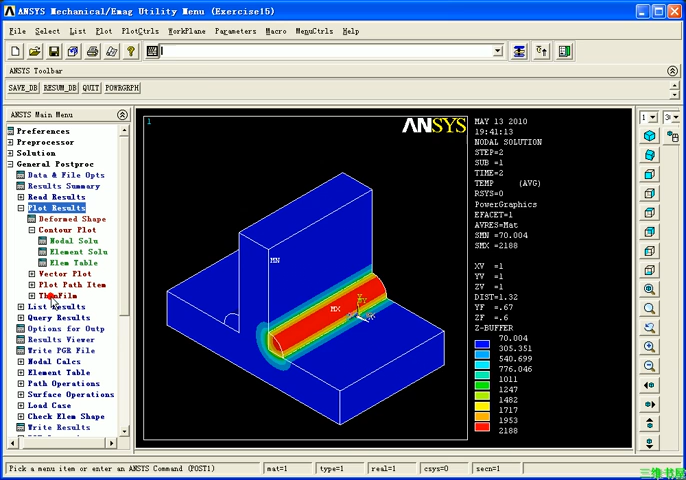 ANSYS Mechanical/Emag Utility Menu (Exercise15)
File Select List Plot PlotCtrls WorkPlane Parameters Macro MenuCtrls Help
ANSYS Toolbar
SAVE_DB RESUM_DB QUIT POWRGRPH
ANSYS Main Menu
Preferences
Preprocessor
Solution
General Postproc
Data & File Opts
Results Summary
Read Results
Plot Results
Deformed Shape
Contour Plot
Nodal Solu
Element Solu
Elem Table
Vector Plot
Plot Path Item
ThinFilm
List Results
Query Results
Options for Outp
Results Viewer
Write PGR File
Nodal Calcs
Element Table
Path Operations
Surface Operations
Load Case
Check Elem Shape
Write Results
1
ANSYS
MN
MX
MAY 13 2010
19:41:13
NODAL SOLUTION
STEP=2
SUB =1
TIME=2
TEMP (AVG)
RSYS=0
PowerGraphics
EFACET=1
AVRES=Mat
SMN =70.004
SMX =2188
XV =1
YV =1
ZV =1
DIST=1.32
YF =.67
ZF =.6
Z-BUFFER
70.004
305.351
540.699
776.046
1011
1247
1482
1717
1953
2188
1
Pick a menu item or enter an ANSYS Command (POST1)
mat=1 type=1 real=1 csys=0 secn=1
三维书屋